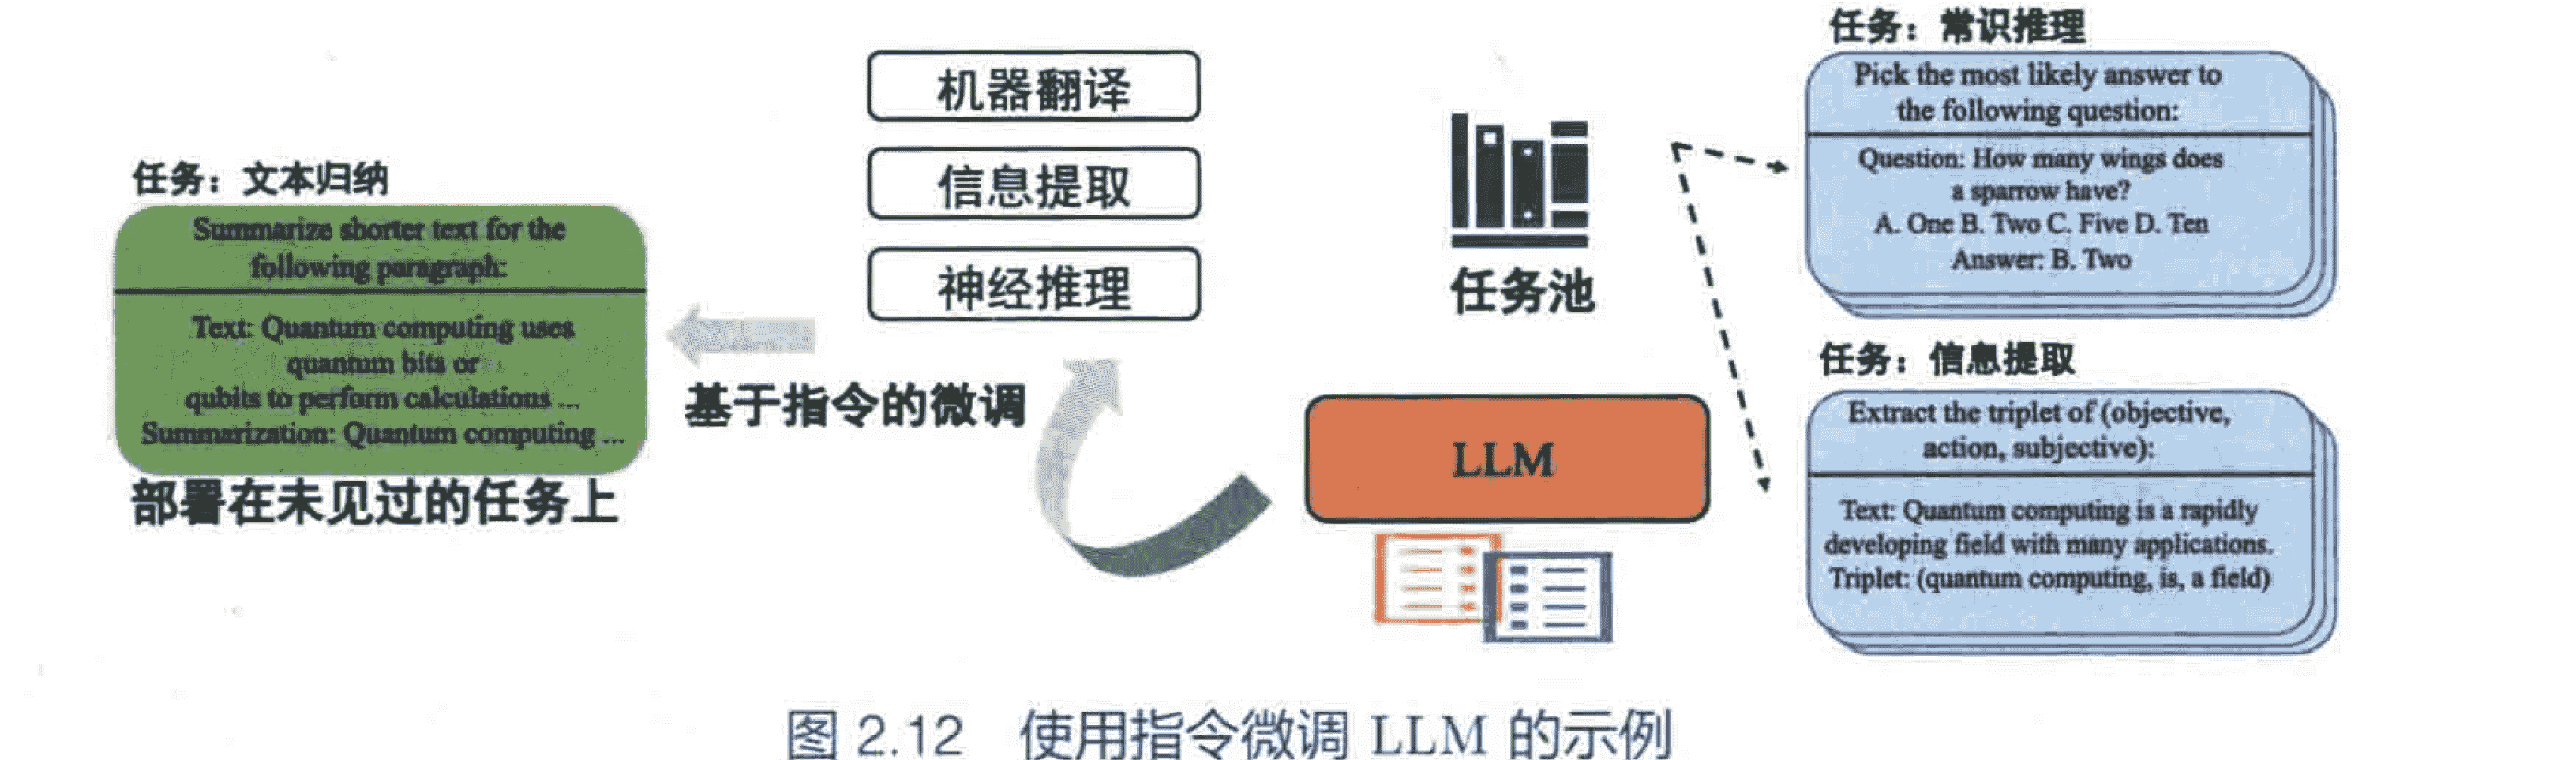 任务：文本归纳
Summarize shorter text for the
following paragraph:
Text: Quantum computing uses
quantum bits or
qubits to perform calculations ...
Summarization: Quantum computing ...
部署在未见过的任务上
机器翻译
信息提取
神经推理
基于指令的微调
任务池
LLM
任务：常识推理
Pick the most likely answer to
the following question:
Question: How many wings does
a sparrow have?
A. One B. Two C. Five D. Ten
Answer: B. Two
任务：信息提取
Extract the triplet of (objective,
action, subjective):
Text: Quantum computing is a rapidly
developing field with many applications.
Triplet: (quantum computing, is, a field)
图 2.12 使用指令微调 LLM 的示例